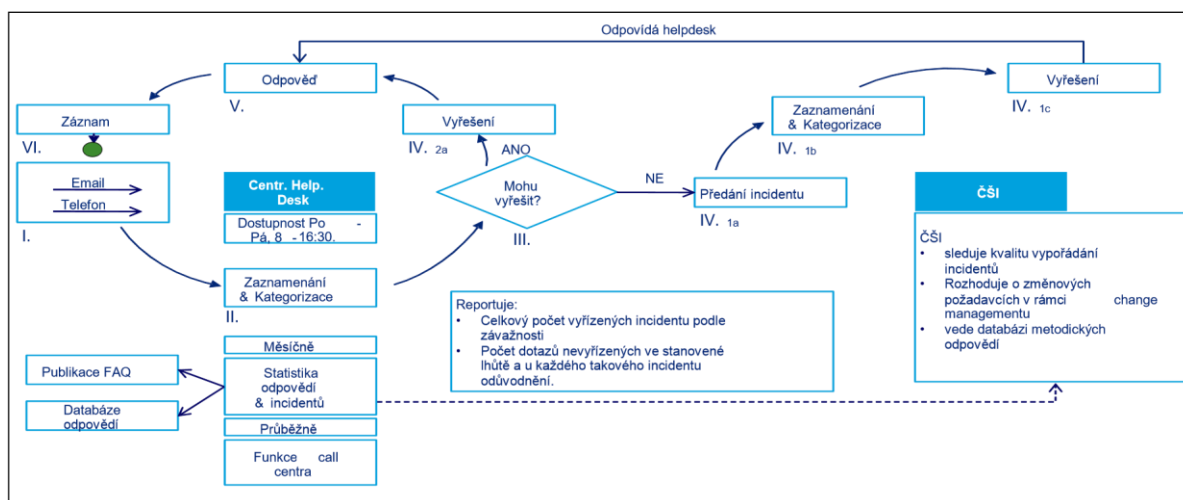 Odpovídá helpdesk
Odpověď
V.
Vyřešení
IV. 1c
Záznam
VI.
Vyřešení
IV. 2a
Zaznamenání
& Kategorizace
IV. 1b
Email
Telefon
I.
Centr. Help.
Desk
Dostupnost Po -
Pá, 8 - 16:30.
ANO
Mohu
vyřešit?
III.
NE
Předání incidentu
IV. 1a
ČŠI
ČŠI
• sleduje kvalitu vypořádání
incidentů
• Rozhoduje o změnových
požadavcích v rámci change
managementu
• vede databázi metodických
odpovědí
Zaznamenání
& Kategorizace
II.
Reportuje:
• Celkový počet vyřízených incidentu podle
závažnosti
• Počet dotazů nevyřízených ve stanovené
lhůtě a u každého takového incidentu
odůvodnění.
Měsíčně
Publikace FAQ
Statistika
odpovědí
& incidentů
Databáze
odpovědí
Průběžně
Funkce call
centra